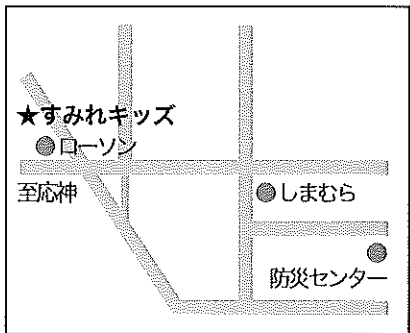 ★すみれキッズ
ローソン
至応神
しまむら
防災センター